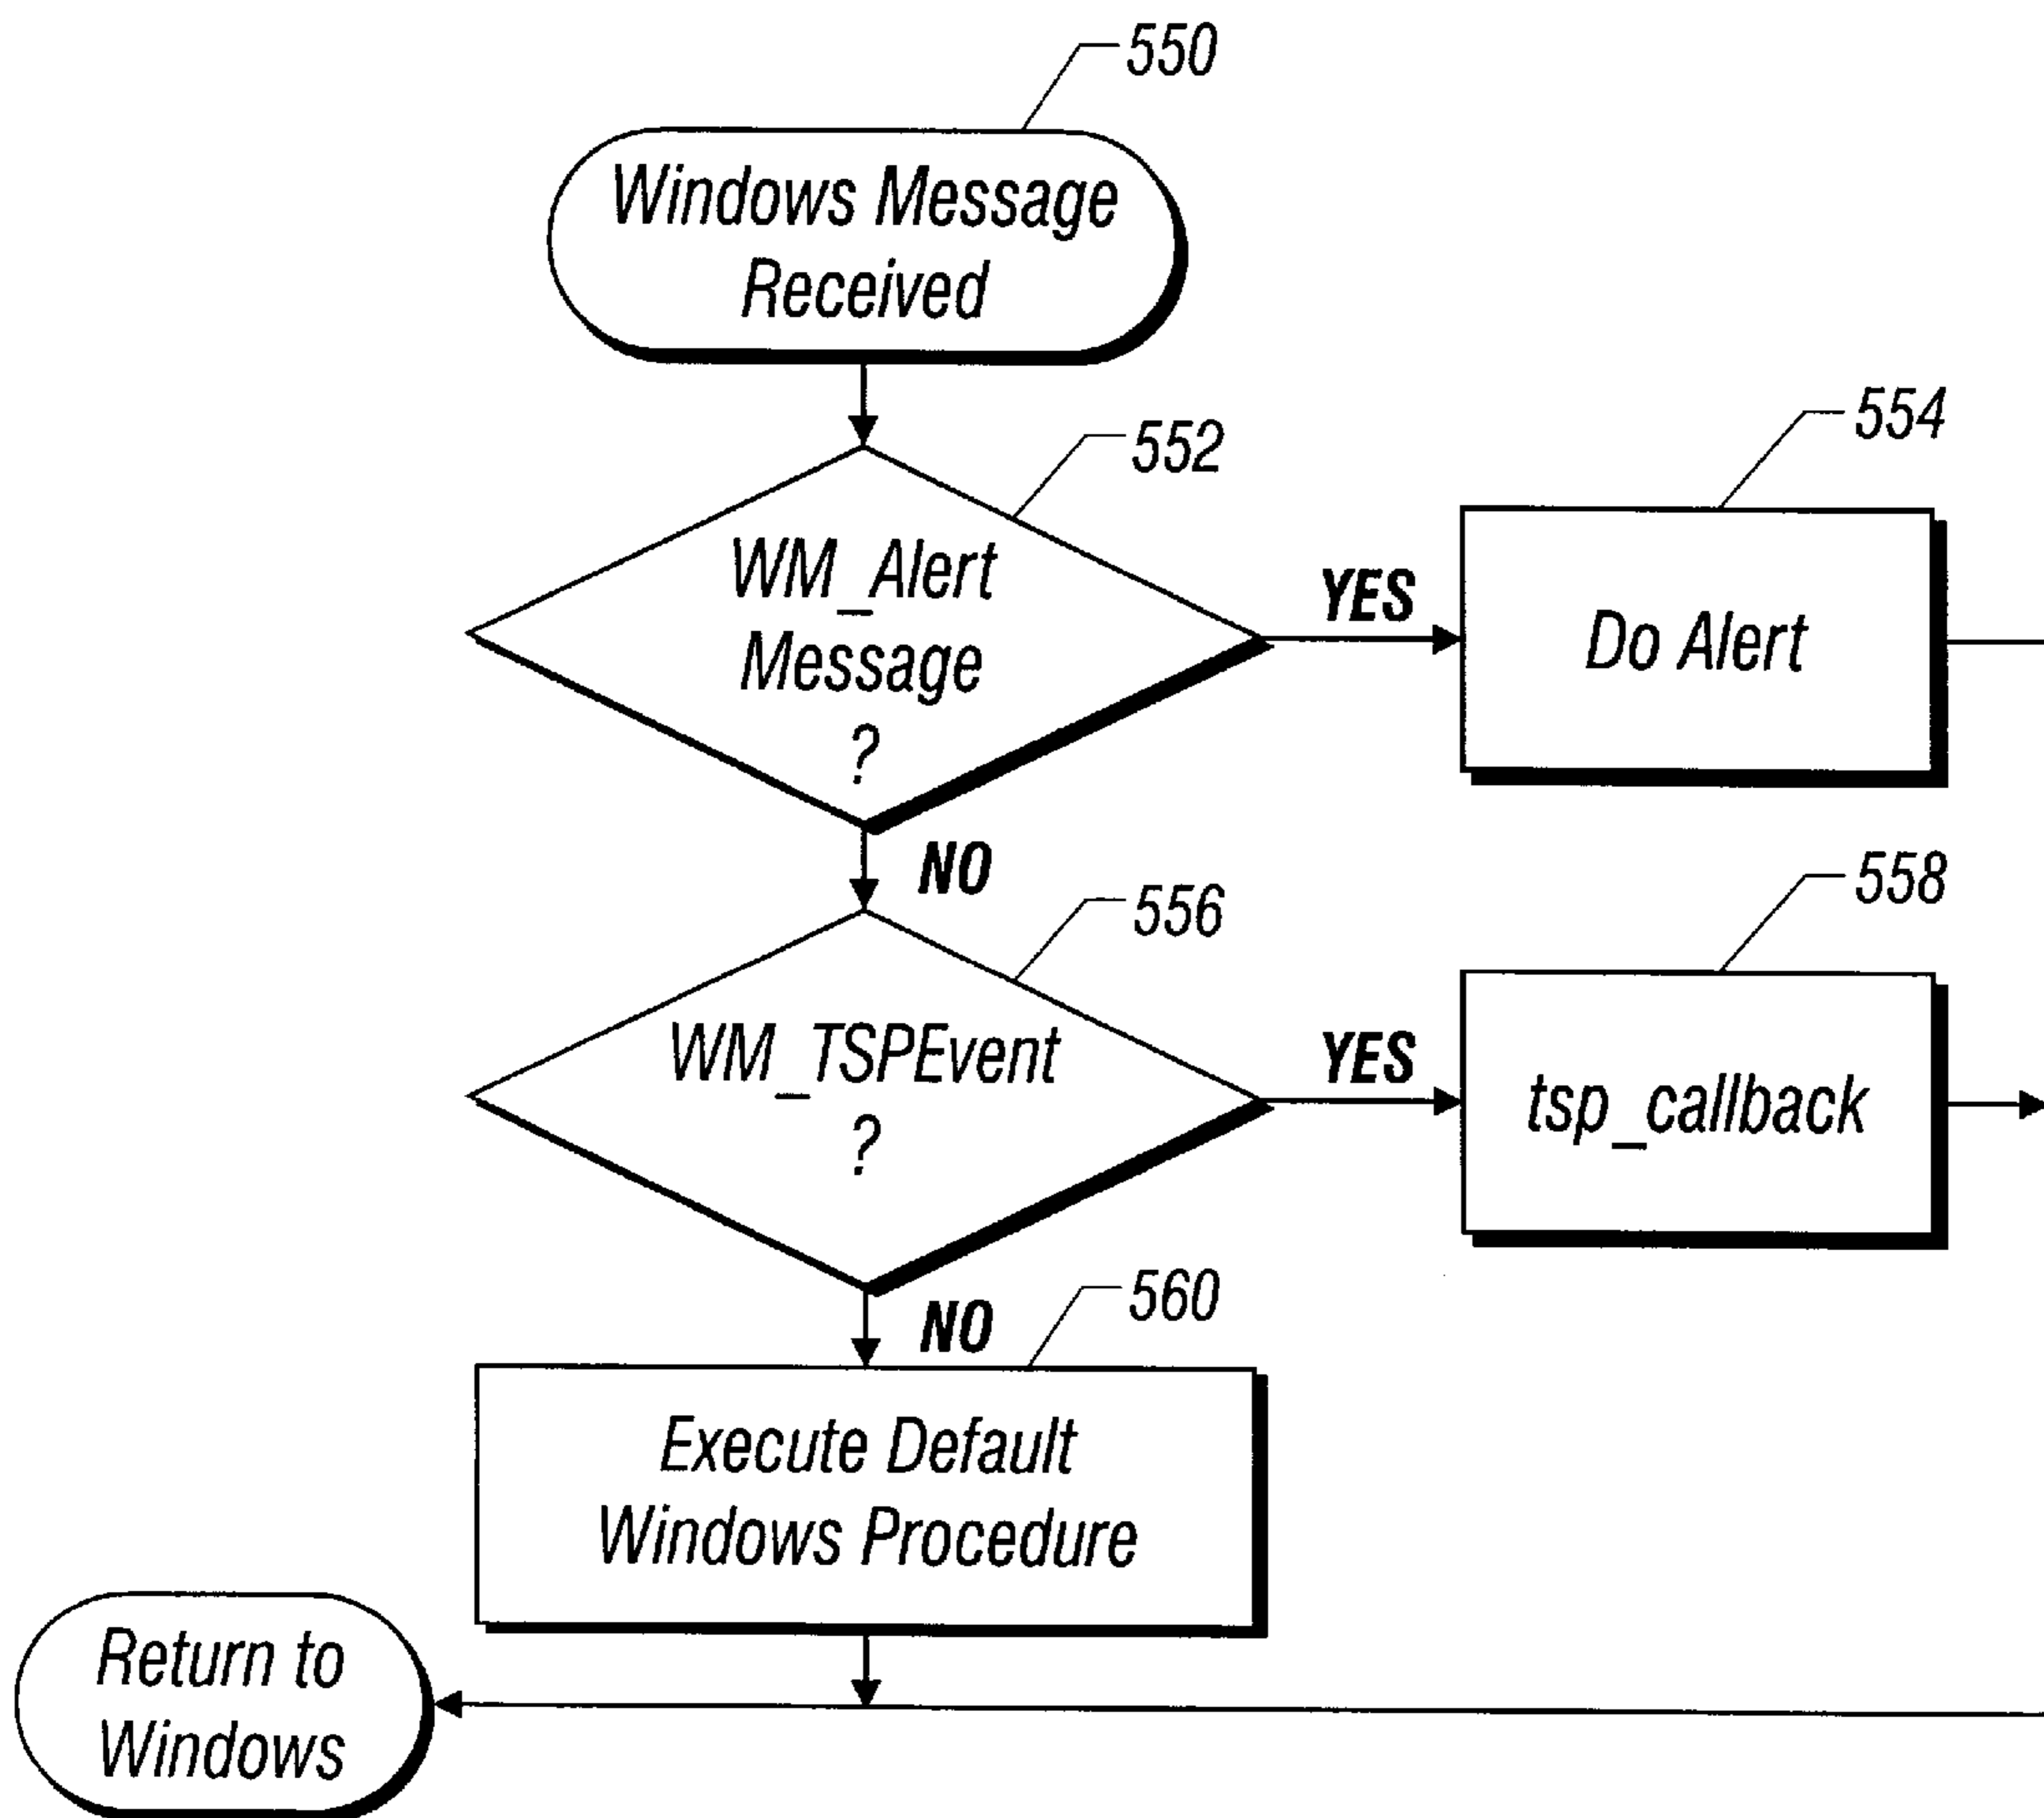 550
Windows Message
Received
552
WM_Alert
Message
?
YES
554
Do Alert
NO
556
WM_TSPEvent
?
YES
558
tsp_callback
NO
560
Execute Default
Windows Procedure
Return to
Windows